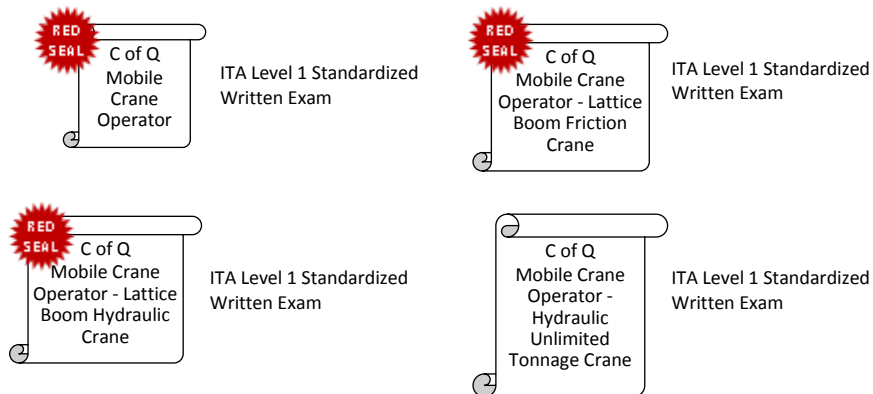 RED
SEAL
C of Q
Mobile
Crane
Operator
ITA Level 1 Standardized
Written Exam
RED
SEAL
C of Q
Mobile Crane
Operator - Lattice
Boom Friction
Crane
ITA Level 1 Standardized
Written Exam
RED
SEAL
C of Q
Mobile Crane
Operator - Lattice
Boom Hydraulic
Crane
ITA Level 1 Standardized
Written Exam
C of Q
Mobile Crane
Operator -
Hydraulic
Unlimited
Tonnage Crane
ITA Level 1 Standardized
Written Exam